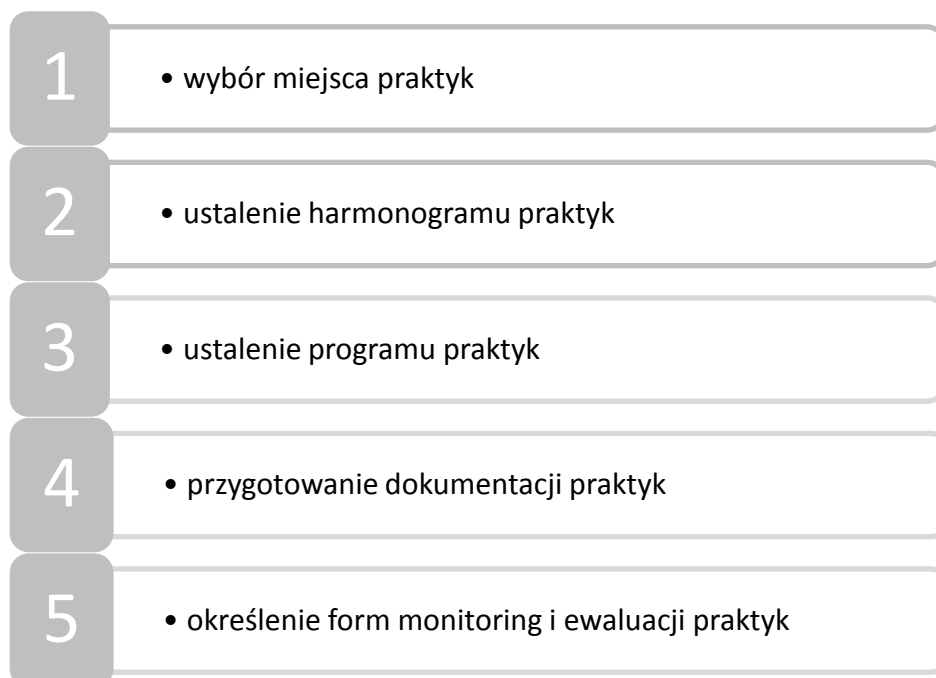 1
• wybór miejsca praktyk
2
• ustalenie harmonogramu praktyk
3
• ustalenie programu praktyk
4
• przygotowanie dokumentacji praktyk
5
• określenie form monitoring i ewaluacji praktyk